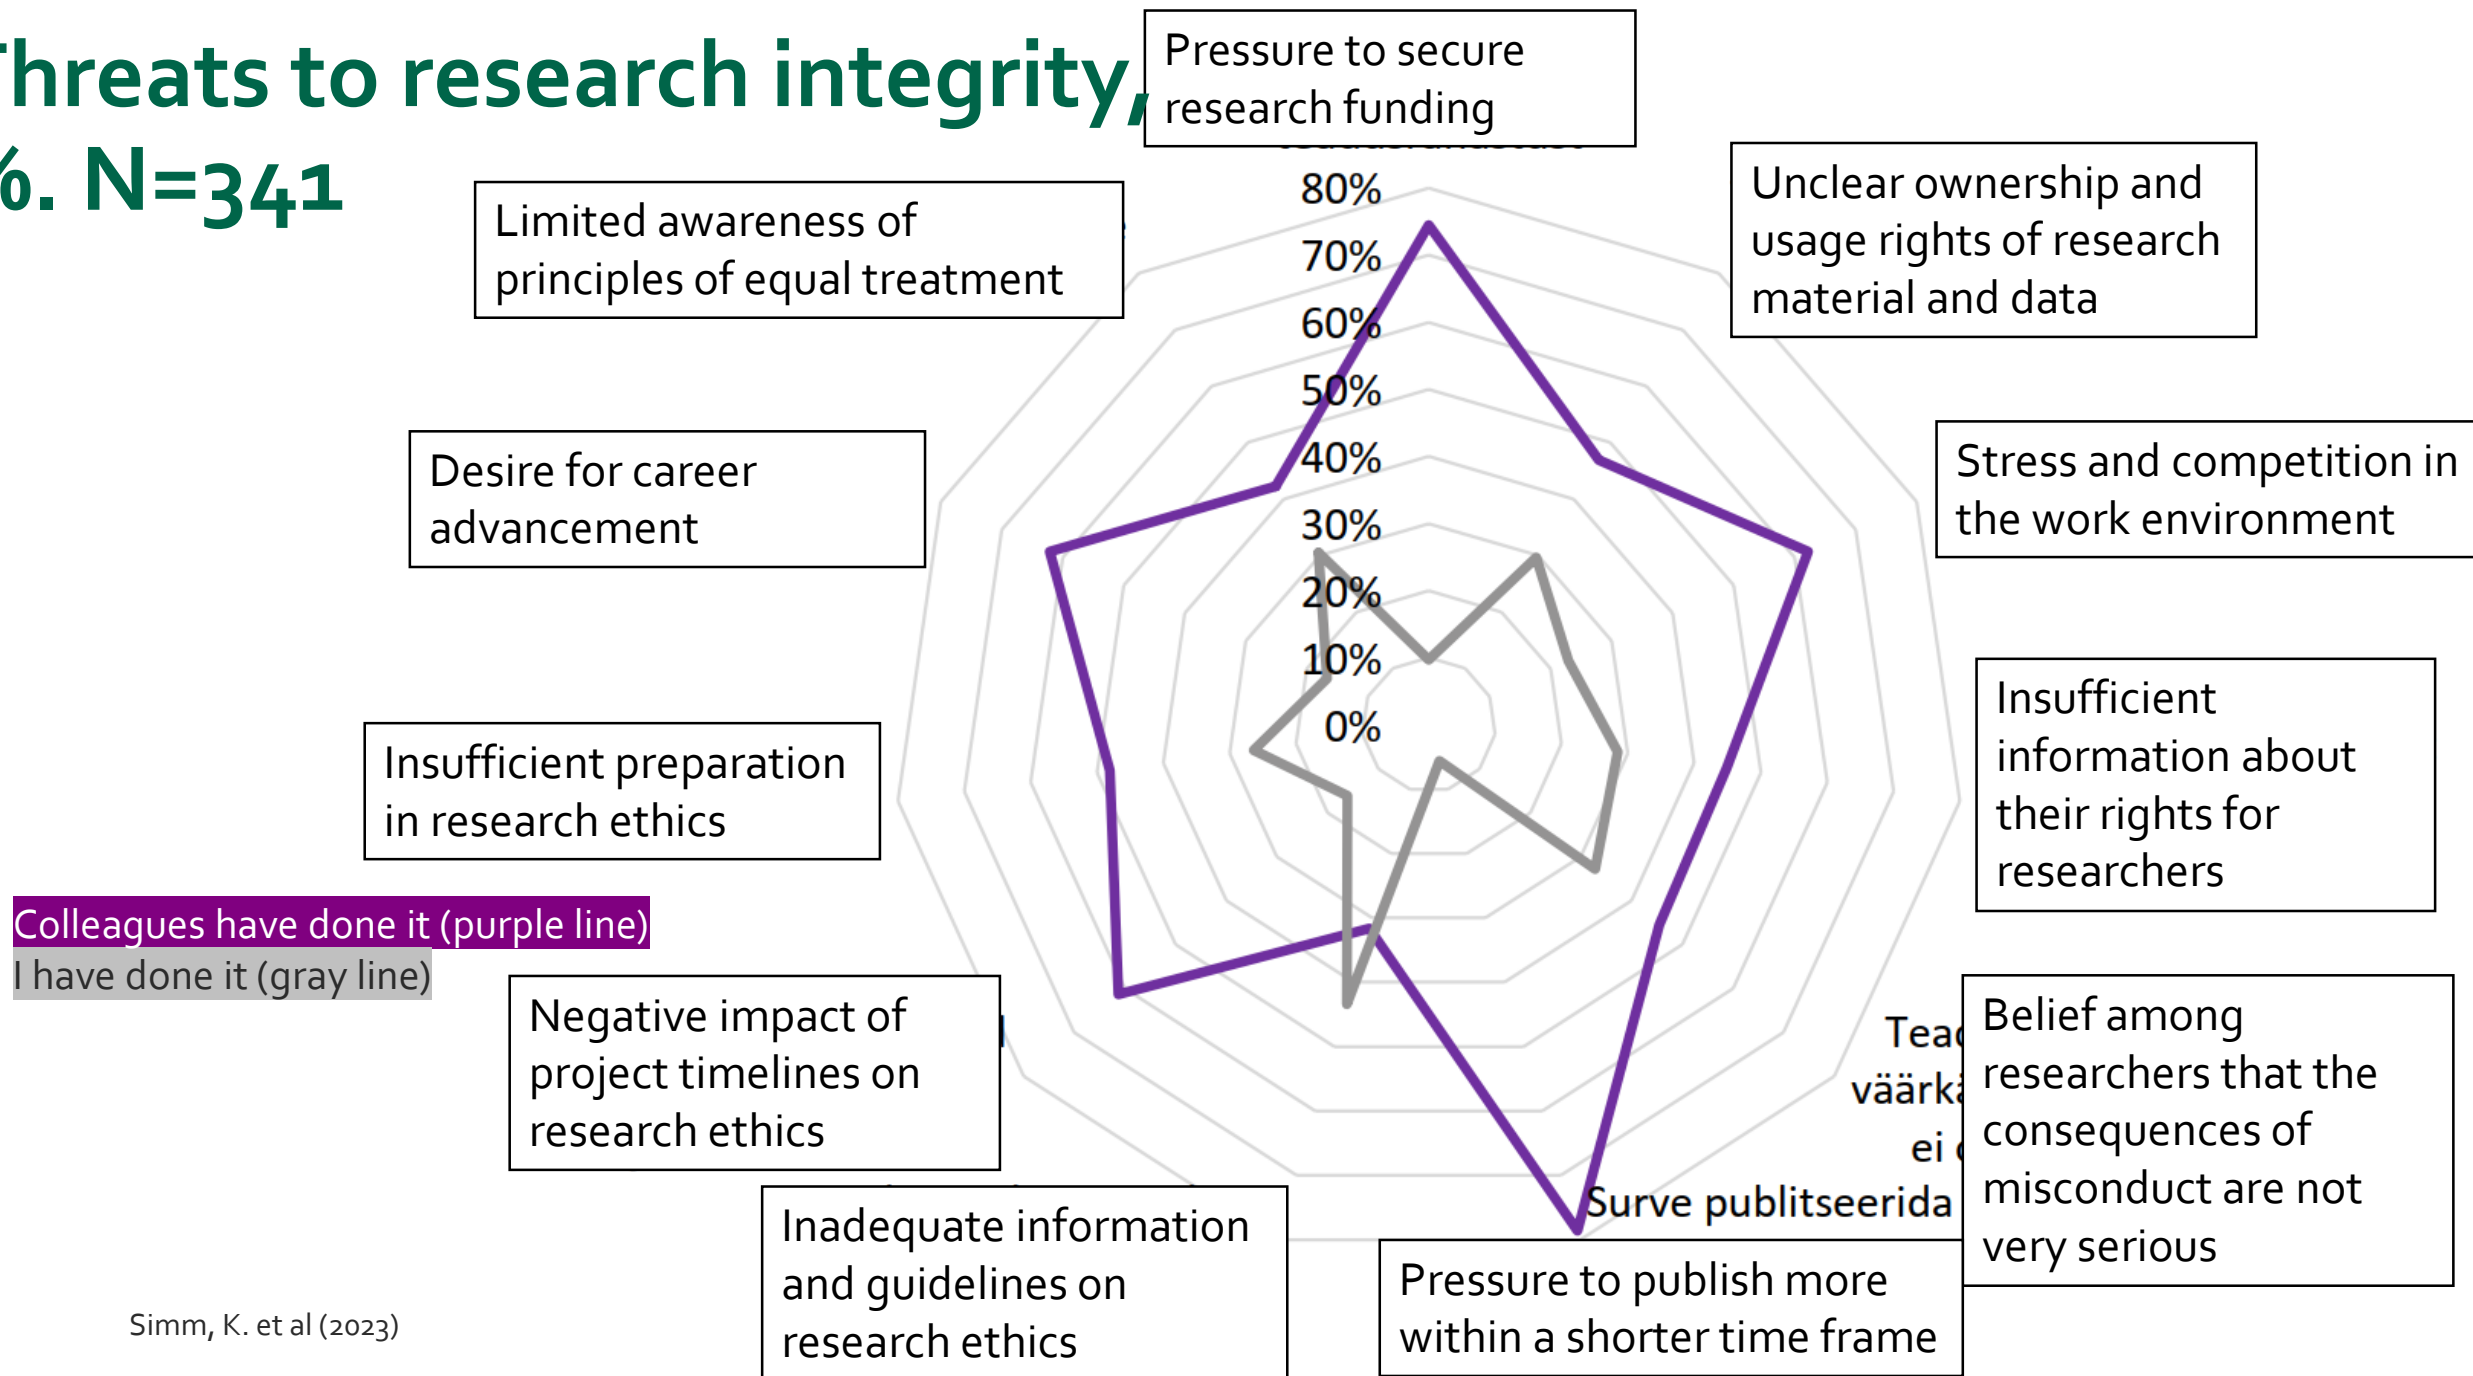 Threats to research integrity,
%. N=341
Pressure to secure
research funding
Limited awareness of
principles of equal treatment
Unclear ownership and
usage rights of research
material and data
80%
70%
60%
50%
40%
30%
20%
10%
0%
Desire for career
advancement
Stress and competition in
the work environment
Insufficient
information about
their rights for
researchers
Insufficient preparation
in research ethics
Colleagues have done it (purple line)
I have done it (gray line)
Negative impact of
project timelines on
research ethics
Tead
väärkä
ei
Surve publitseerida
Belief among
researchers that the
consequences of
misconduct are not
very serious
Inadequate information
and guidelines on
research ethics
Pressure to publish more
within a shorter time frame
Simm, K. et al (2023)